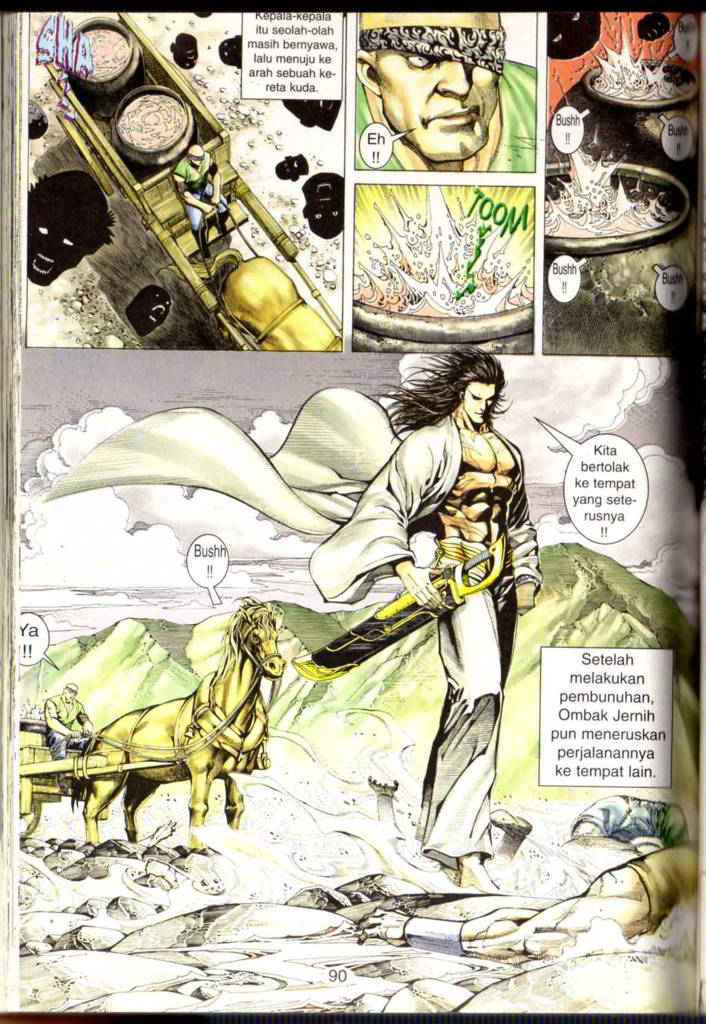 Kepala-kepala
itu seolah-olah
masih bernyawa,
lalu menuju ke
arah sebuah ke-
reta kuda.
SHA
Eh
!!
TOOM
Bushh
!!
Bushh
!!
Bushh
!!
Bushh
!!
Bushh
!!
Kita
bertolak
ke tempat
yang sete-
rusnya
!!
Bushh
!!
Ya
!!
Setelah
melakukan
pembunuhan,
Ombak Jernih
pun meneruskan
perjalanannya
ke tempat lain.
90